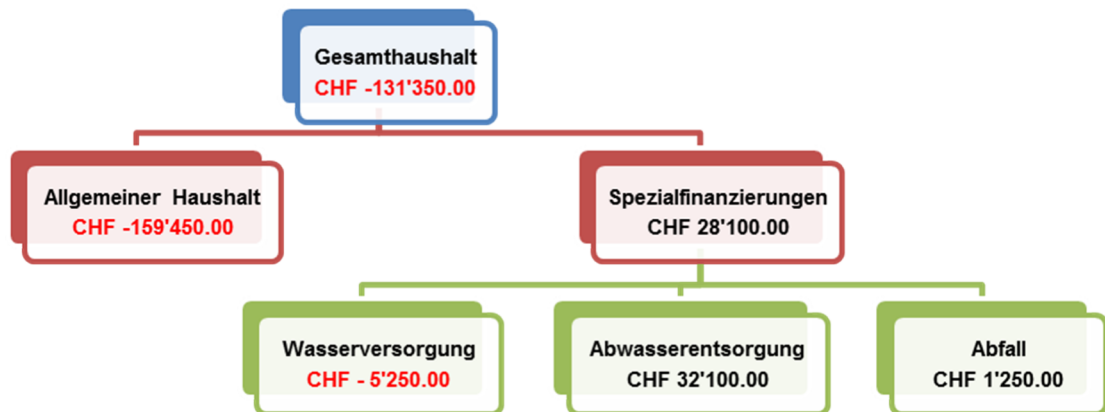 Gesamthaushalt
CHF -131'350.00
Allgemeiner Haushalt
CHF -159'450.00
Spezialfinanzierungen
CHF 28'100.00
Wasserversorgung
CHF - 5'250.00
Abwasserentsorgung
CHF 32'100.00
Abfall
CHF 1'250.00